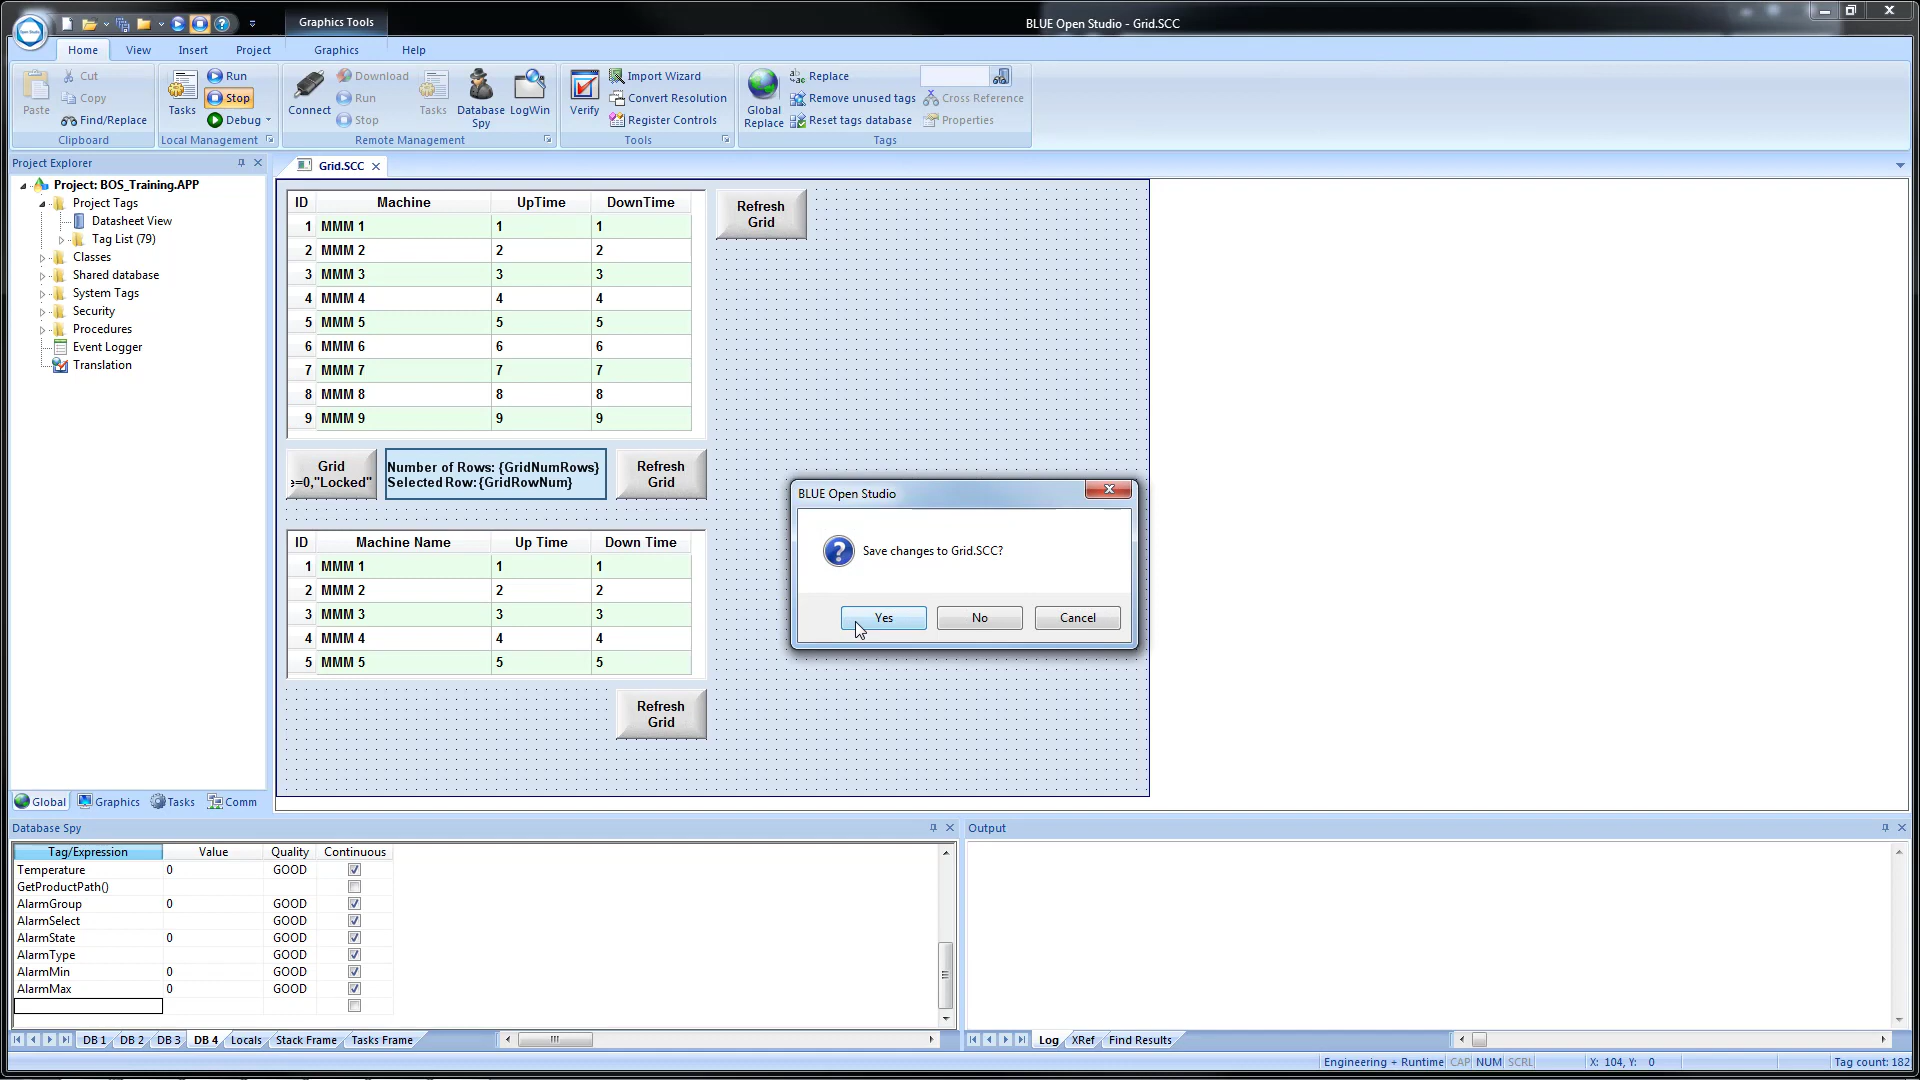 Graphics Tools
BLUE Open Studio - Grid.SCC
Home View Insert Project Graphics Help
Paste
Cut
Copy
Find/Replace
Clipboard
Tasks
Run
Stop
Debug
Local Management
Connect
Download
Run
Stop
Tasks
Database Spy
LogWin
Remote Management
Verify
Import Wizard
Convert Resolution
Register Controls
Tools
Global Replace
Replace
Remove unused tags
Reset tags database
Cross Reference
Properties
Tags
Project Explorer
Project: BOS_Training.APP
Project Tags
Datasheet View
Tag List (79)
Classes
Shared database
System Tags
Security
Procedures
Event Logger
Translation
Global Graphics Tasks Comm
Grid.SCC
ID Machine UpTime DownTime
1 MMM 1 1 1
2 MMM 2 2 2
3 MMM 3 3 3
4 MMM 4 4 4
5 MMM 5 5 5
6 MMM 6 6 6
7 MMM 7 7 7
8 MMM 8 8 8
9 MMM 9 9 9
Refresh
Grid
Grid
e=0,"Locked"
Number of Rows: {GridNumRows}
Selected Row: {GridRowNum}
Refresh
Grid
ID Machine Name Up Time Down Time
1 MMM 1 1 1
2 MMM 2 2 2
3 MMM 3 3 3
4 MMM 4 4 4
5 MMM 5 5 5
Refresh
Grid
BLUE Open Studio
Save changes to Grid.SCC?
Yes No Cancel
Database Spy
Tag/Expression Value Quality Continuous
Temperature 0 GOOD
GetProductPath()
AlarmGroup 0 GOOD
AlarmSelect GOOD
AlarmState 0 GOOD
AlarmType GOOD
AlarmMin 0 GOOD
AlarmMax 0 GOOD
DB 1 DB 2 DB 3 DB 4 Locals Stack Frame Tasks Frame
Output
Log XRef Find Results
Engineering + Runtime CAP NUM SCRL X: 104, Y: 0 Tag count: 182